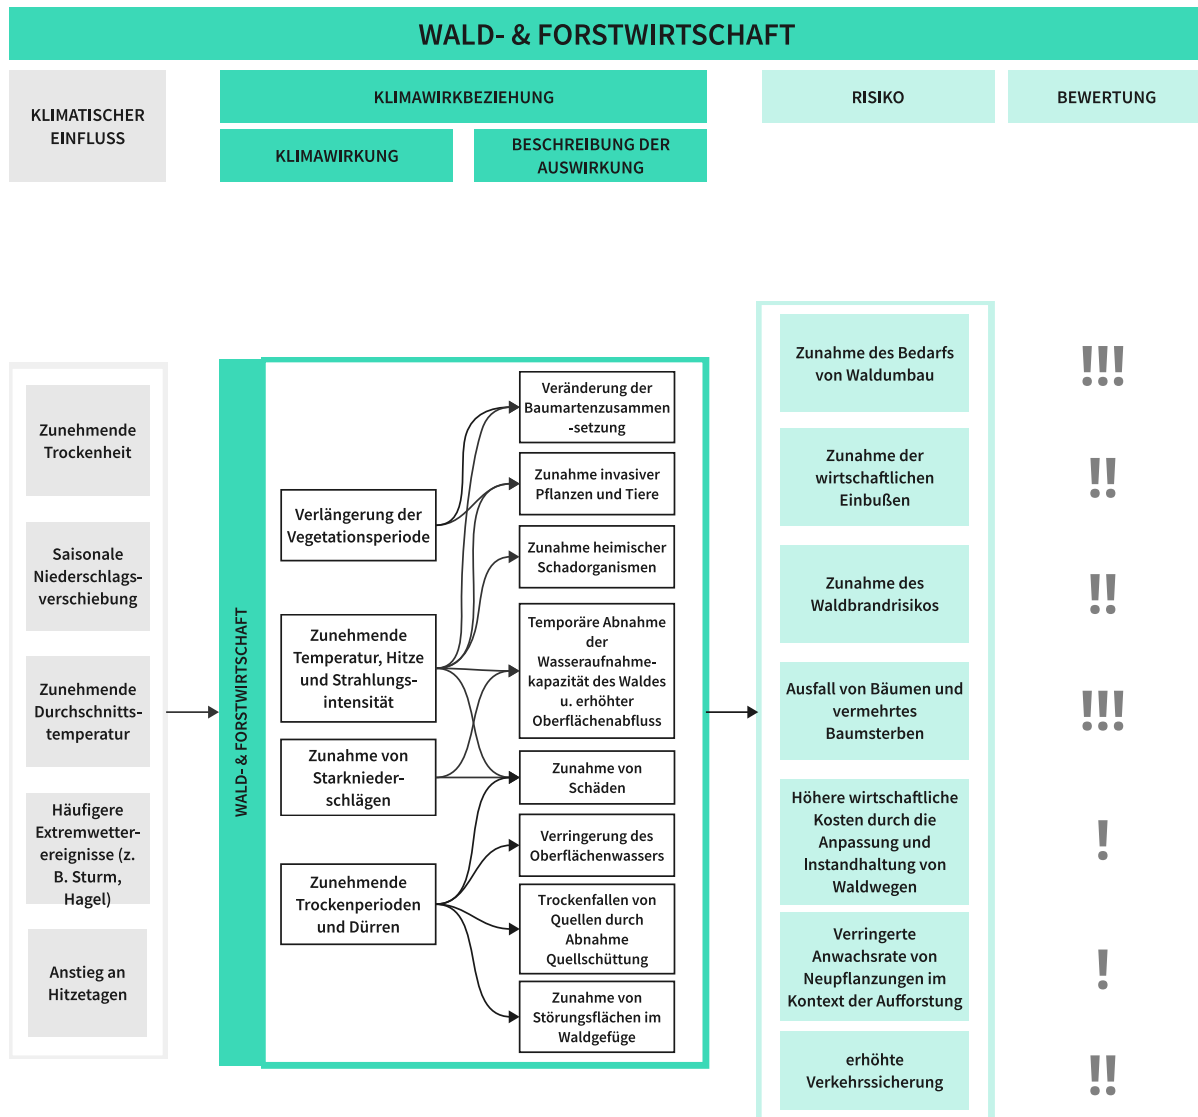 WALD- & FORSTWIRTSCHAFT
KLIMATISCHER
EINFLUSS
KLIMAWIRKBEZIEHUNG
KLIMAWIRKUNG
BESCHREIBUNG DER
AUSWIRKUNG
RISIKO
BEWERTUNG
Zunehmende
Trockenheit
Saisonale
Niederschlags-
verschiebung
Zunehmende
Durchschnitts-
temperatur
Häufigere
Extremwetter-
ereignisse (z.
B. Sturm,
Hagel)
Anstieg an
Hitzetagen
WALD- & FORSTWIRTSCHAFT
Verlängerung der
Vegetationsperiode
Zunehmende
Temperatur, Hitze
und Strahlungs-
intensität
Zunahme von
Starknieder-
schlägen
Zunehmende
Trockenperioden
und Dürren
Veränderung der
Baumartenzusammen
-setzung
Zunahme invasiver
Pflanzen und Tiere
Zunahme heimischer
Schadorganismen
Temporäre Abnahme
der
Wasseraufnahme-
kapazität des Waldes
u. erhöhter
Oberflächenabfluss
Zunahme von
Schäden
Verringerung des
Oberflächenwassers
Trockenfallen von
Quellen durch
Abnahme
Quellschüttung
Zunahme von
Störungsflächen im
Waldgefüge
Zunahme des Bedarfs
von Waldumbau
!!!
Zunahme der
wirtschaftlichen
Einbußen
!!
Zunahme des
Waldbrandrisikos
!!
Ausfall von Bäumen und
vermehrtes
Baumsterben
!!!
Höhere wirtschaftliche
Kosten durch die
Anpassung und
Instandhaltung von
Waldwegen
!
Verringerte
Anwachsrate von
Neupflanzungen im
Kontext der Aufforstung
!
erhöhte
Verkehrssicherung
!!